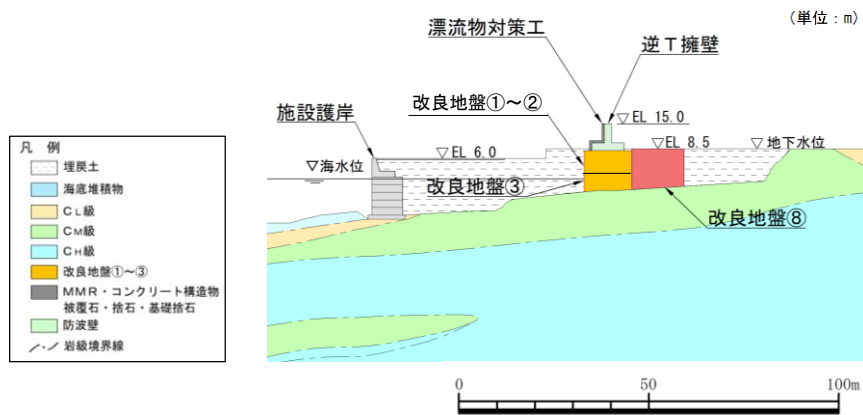 (単位:m)
漂流物対策工
逆T擁壁
改良地盤①~②
施設護岸
▽EL 15.0
▽海水位
▽EL 6.0
▽EL 8.5
▽地下水位
改良地盤③
改良地盤⑧
凡 例
埋戻土
海底堆積物
CL級
CM級
CH級
改良地盤①~③
MMR・コンクリート構造物
被覆石・捨石・基礎捨石
防波壁
岩級境界線
0
50
100m